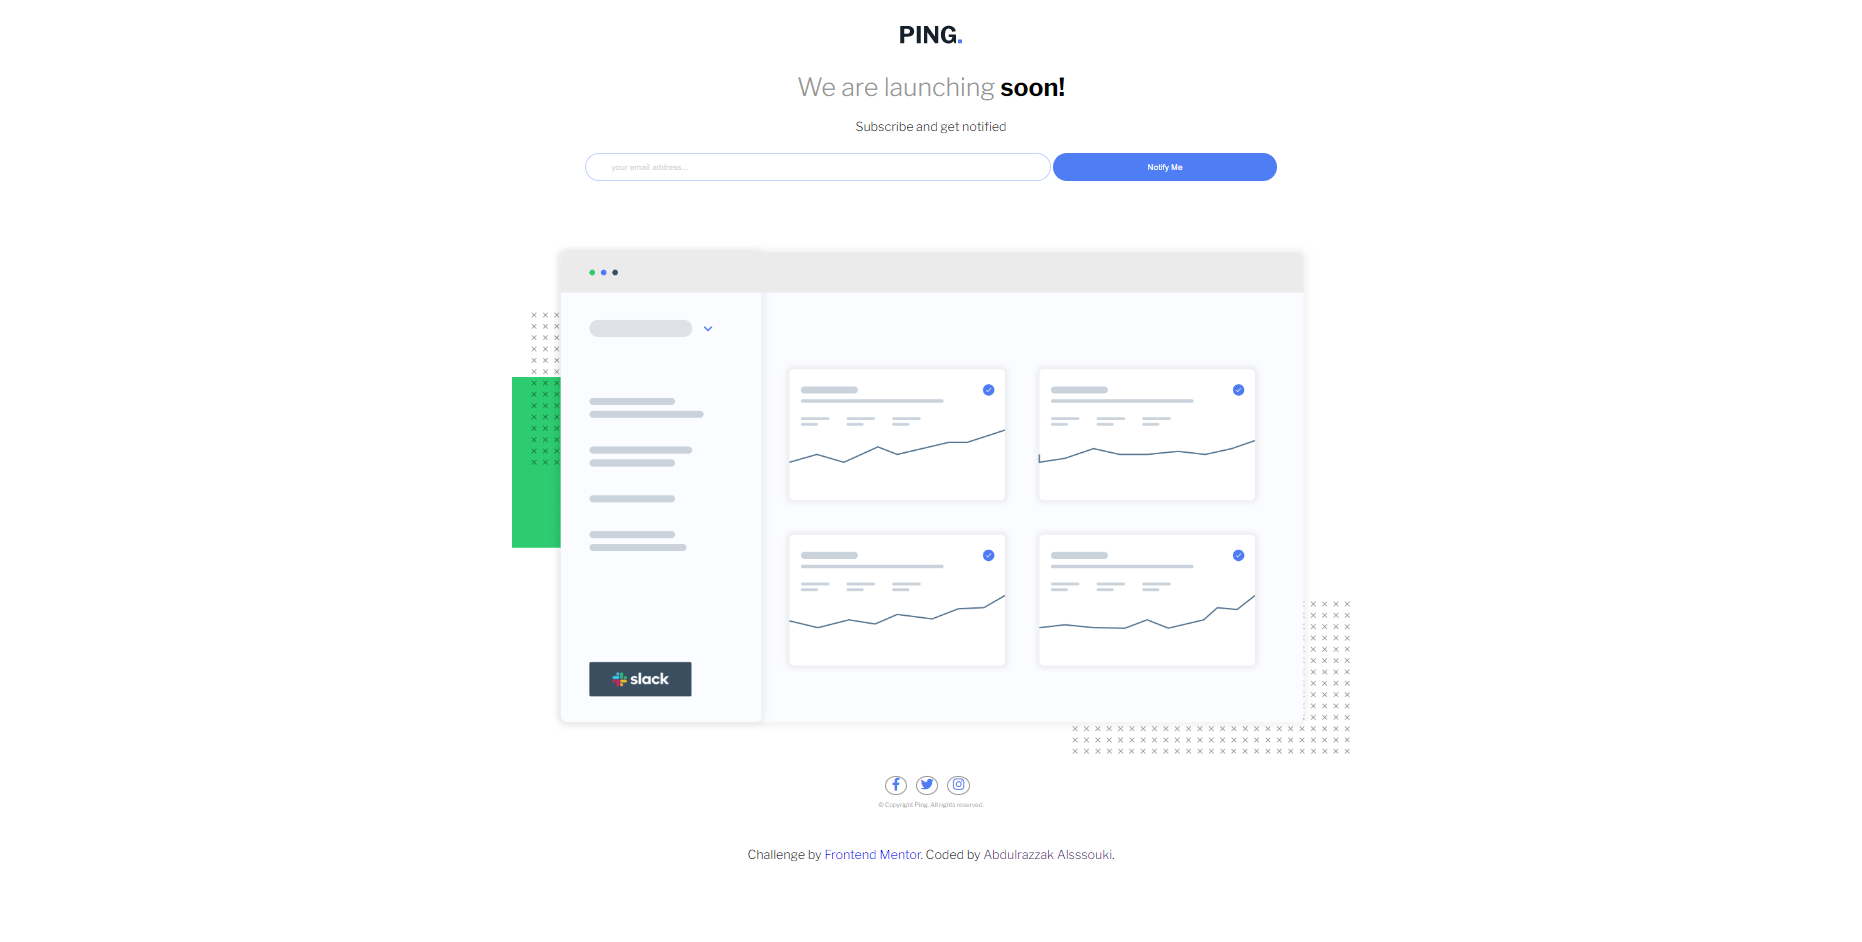 PING.
We are launching soon!
Subscribe and get notified
your email address...
Notify Me
slack
© Copyright Ping. All rights reserved.
Challenge by Frontend Mentor. Coded by Abdulrazzak Alsssouki.